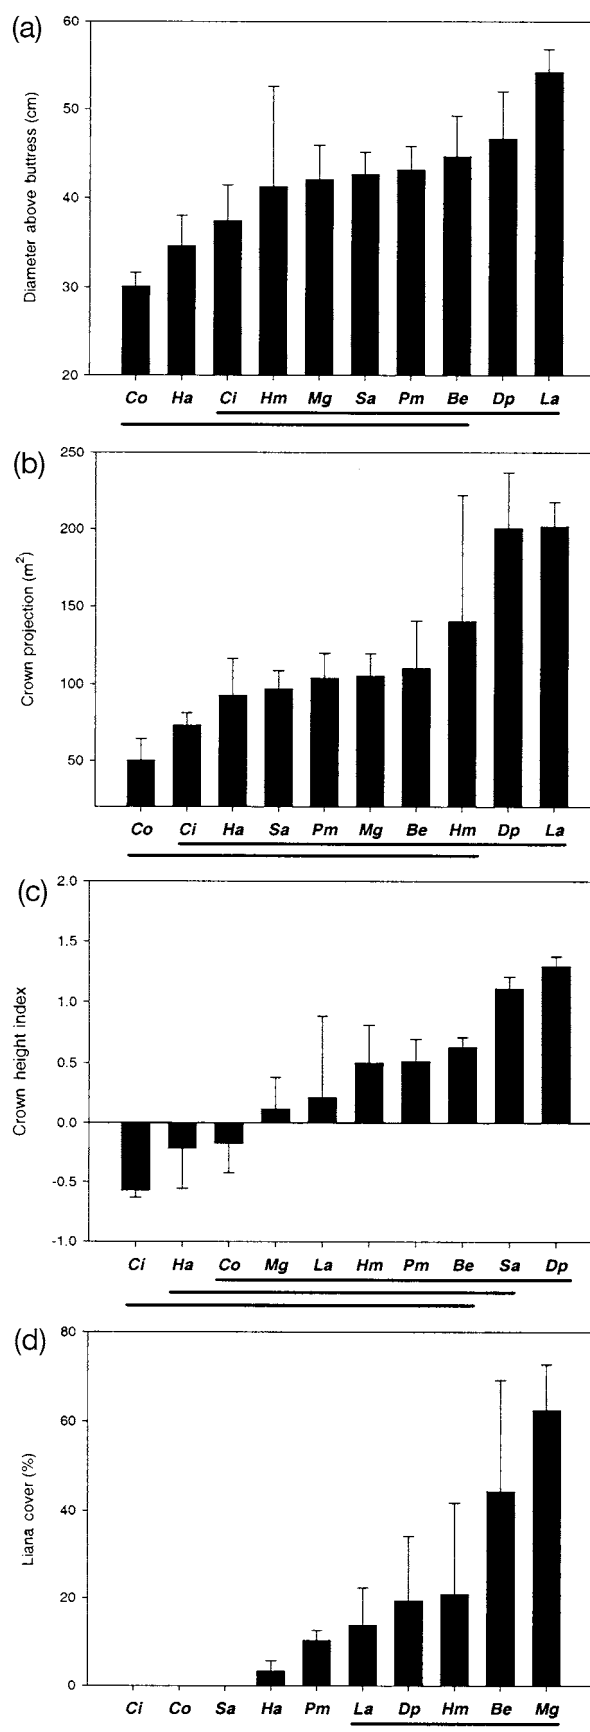 (a)
Diameter above buttress (cm)
60
50
40
30
20
Co Ha Ci Hm Mg Sa Pm Be Dp La
(b)
Crown projection (m²)
250
200
150
100
50
Co Ci Ha Sa Pm Mg Be Hm Dp La
(c)
Crown height index
2.0
1.5
1.0
0.5
0.0
-0.5
-1.0
Ci Ha Co Mg La Hm Pm Be Sa Dp
(d)
Liana cover (%)
80
60
40
20
0
Ci Co Sa Ha Pm La Dp Hm Be Mg